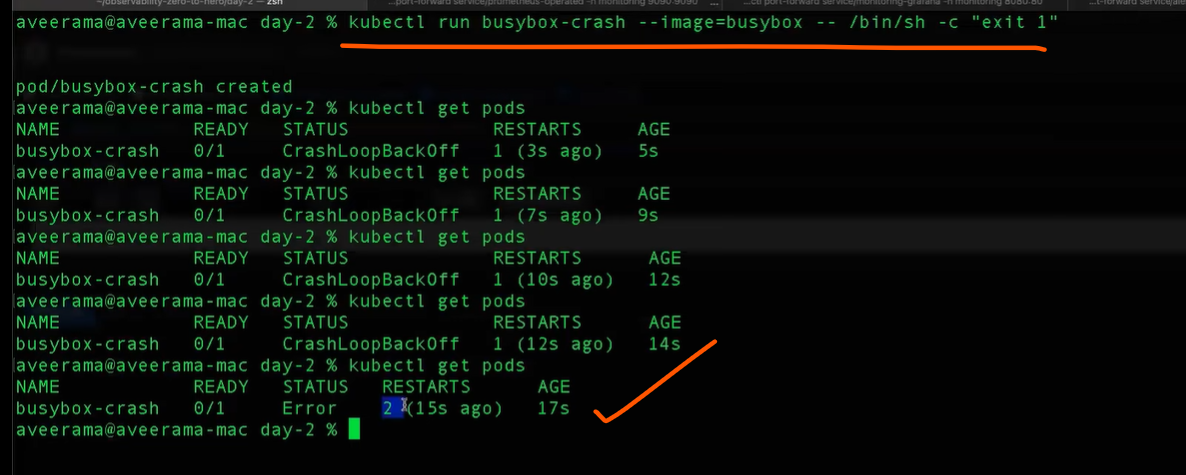 ~/observability-zero-to-hero/day-2 — zsh
...port-forward service/prometheus-operated -n monitoring 9090:9090
...
...ctl port-forward service/monitoring-grafana -n monitoring 8080:80
...t-forward service/ale
aveerama@aveerama-mac day-2 % kubectl run busybox-crash --image=busybox -- /bin/sh -c "exit 1"
pod/busybox-crash created
aveerama@aveerama-mac day-2 % kubectl get pods
NAME READY STATUS RESTARTS AGE
busybox-crash 0/1 CrashLoopBackOff 1 (3s ago) 5s
aveerama@aveerama-mac day-2 % kubectl get pods
NAME READY STATUS RESTARTS AGE
busybox-crash 0/1 CrashLoopBackOff 1 (7s ago) 9s
aveerama@aveerama-mac day-2 % kubectl get pods
NAME READY STATUS RESTARTS AGE
busybox-crash 0/1 CrashLoopBackOff 1 (10s ago) 12s
aveerama@aveerama-mac day-2 % kubectl get pods
NAME READY STATUS RESTARTS AGE
busybox-crash 0/1 CrashLoopBackOff 1 (12s ago) 14s
aveerama@aveerama-mac day-2 % kubectl get pods
NAME READY STATUS RESTARTS AGE
busybox-crash 0/1 Error 2 (15s ago) 17s
aveerama@aveerama-mac day-2 %